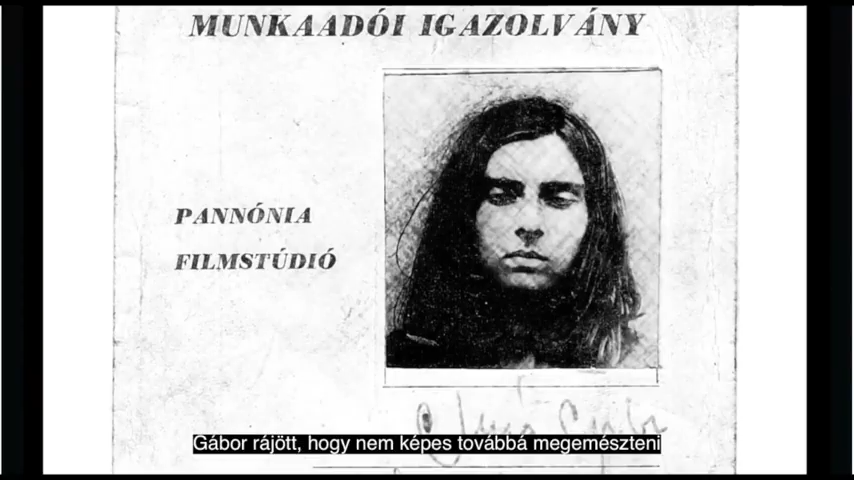 MUNKAADÓI IGAZOLVÁNY
PANNÓNIA
FILMSTÚDIÓ
Gábor rájött, hogy nem képes továbbá megemészteni